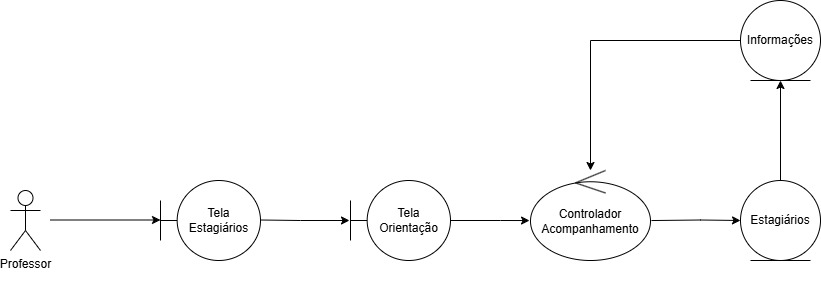 Informações
Professor
Tela
Estagiários
Tela
Orientação
Controlador
Acompanhamento
Estagiários